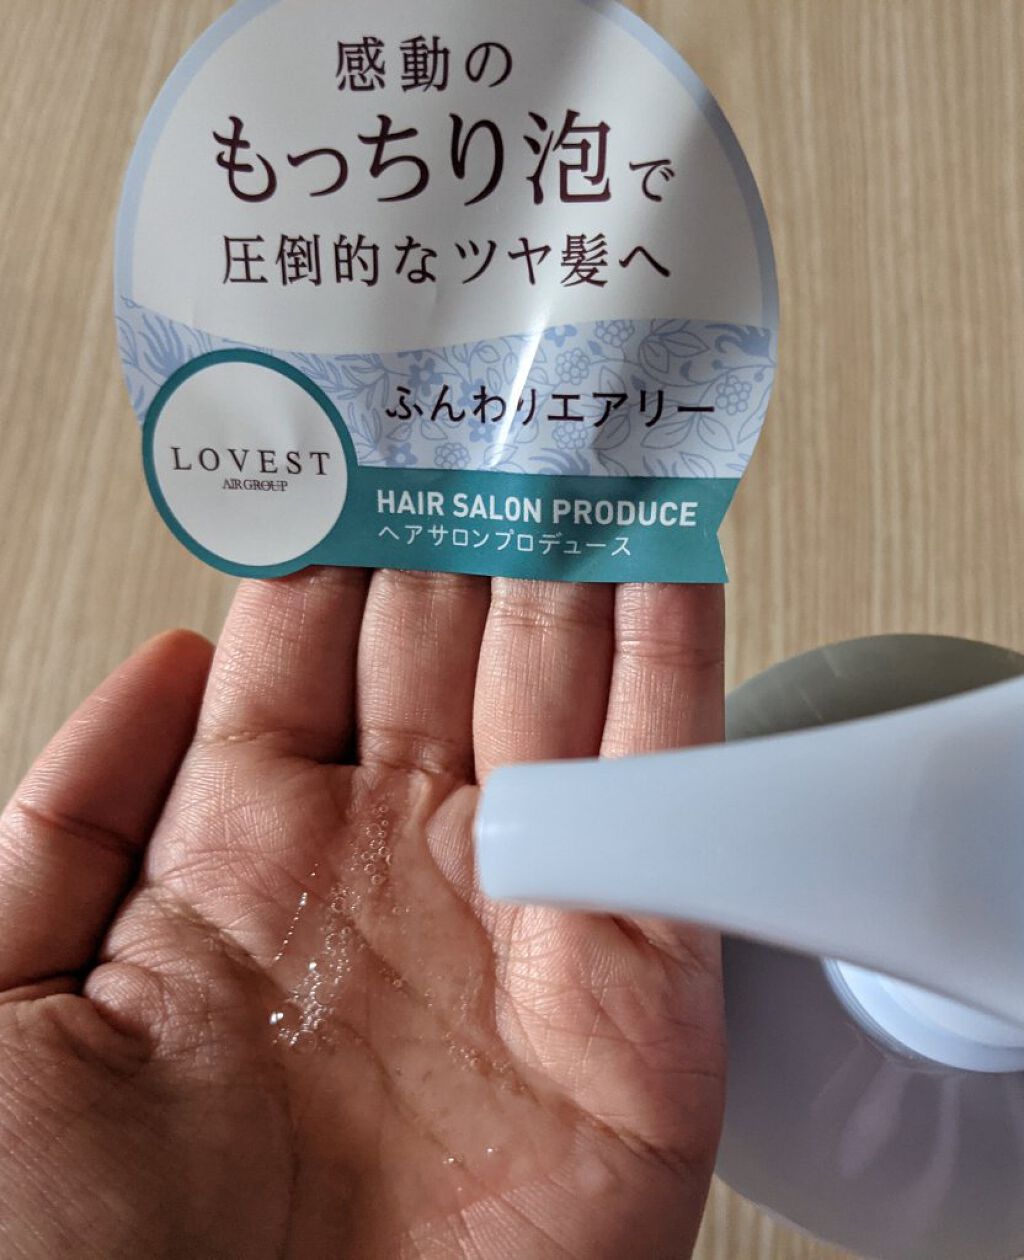 感動の
もっちり泡で
圧倒的なツヤ髪へ
ふんわりエアリー
LOVEST
AIR GROUP
HAIR SALON PRODUCE
ヘアサロンプロデュース